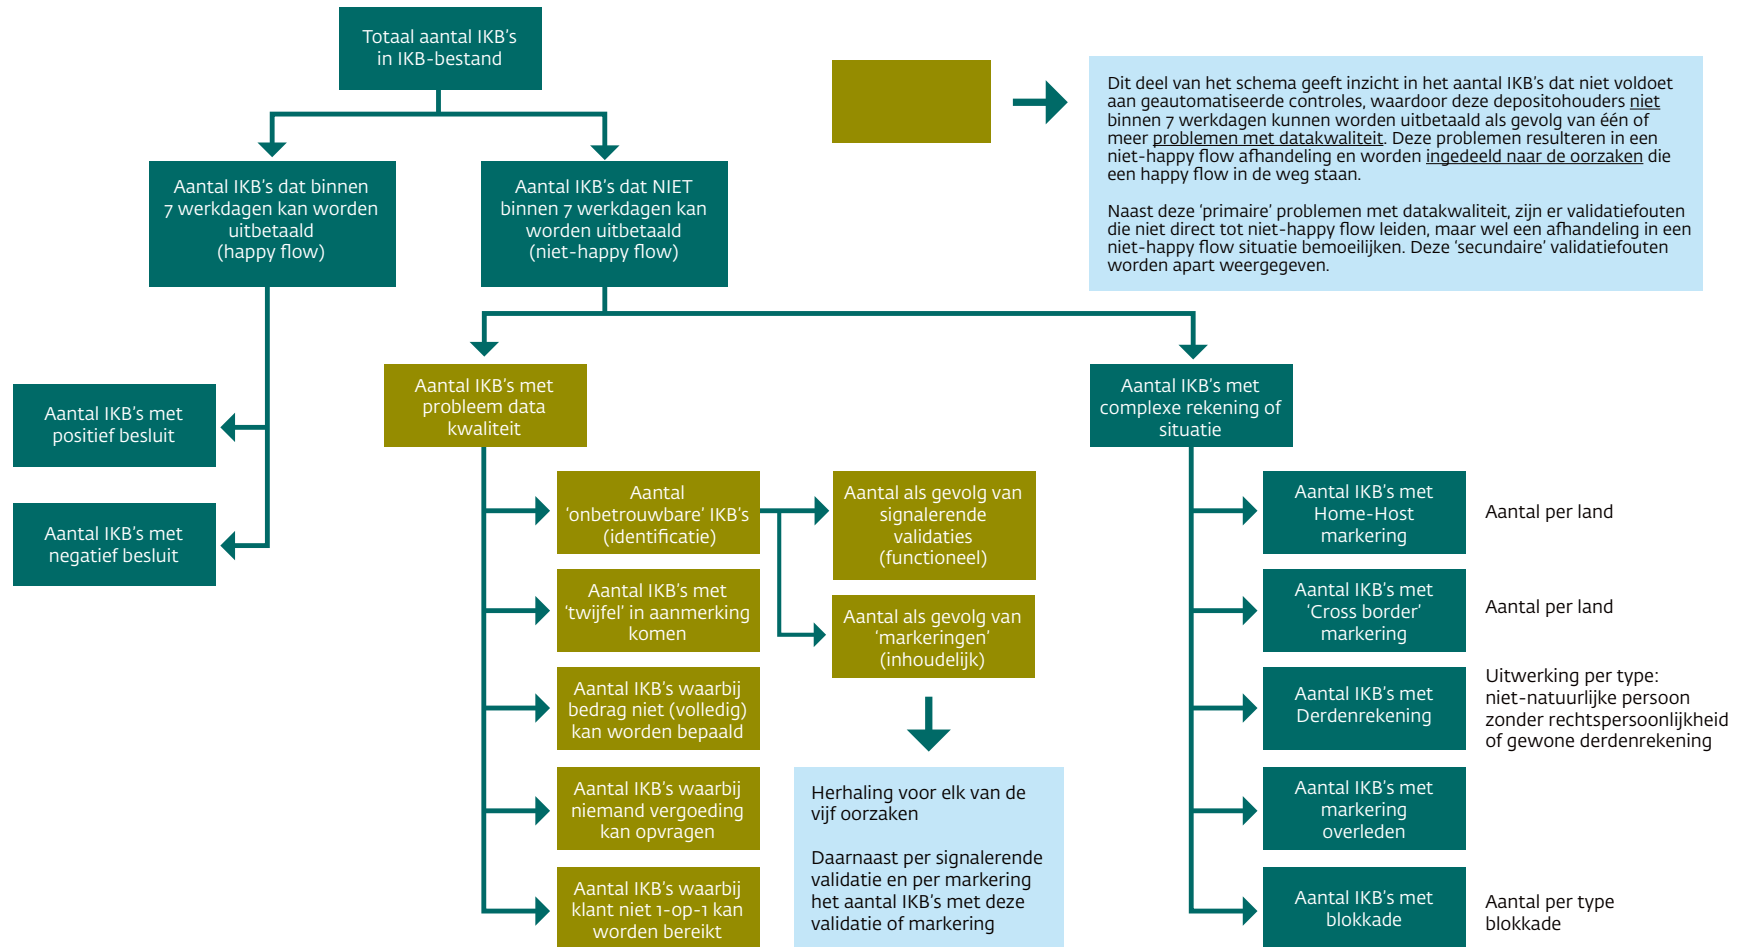 Totaal aantal IKB's
in IKB-bestand
Dit deel van het schema geeft inzicht in het aantal IKB's dat niet voldoet
aan geautomatiseerde controles, waardoor deze depositohouders niet
binnen 7 werkdagen kunnen worden uitbetaald als gevolg van één of
meer problemen met datakwaliteit. Deze problemen resulteren in een
niet-happy flow afhandeling en worden ingedeeld naar de oorzaken die
een happy flow in de weg staan.
Naast deze 'primaire' problemen met datakwaliteit, zijn er validatiefouten
die niet direct tot niet-happy flow leiden, maar wel een afhandeling in een
niet-happy flow situatie bemoeilijken. Deze 'secundaire' validatiefouten
worden apart weergegeven.
Aantal IKB's dat binnen
7 werkdagen kan worden
uitbetaald
(happy flow)
Aantal IKB's dat NIET
binnen 7 werkdagen kan
worden uitbetaald
(niet-happy flow)
Aantal IKB's met
positief besluit
Aantal IKB's met
negatief besluit
Aantal IKB's met
probleem data
kwaliteit
Aantal
'onbetrouwbare' IKB's
(identificatie)
Aantal IKB's met
'twijfel' in aanmerking
komen
Aantal IKB's waarbij
bedrag niet (volledig)
kan worden bepaald
Aantal IKB's waarbij
niemand vergoeding
kan opvragen
Aantal IKB's waarbij
klant niet 1-op-1 kan
worden bereikt
Aantal als gevolg van
signalerende
validaties
(functioneel)
Aantal als gevolg van
'markeringen'
(inhoudelijk)
Herhaling voor elk van de
vijf oorzaken
Daarnaast per signalerende
validatie en per markering
het aantal IKB's met deze
validatie of markering
Aantal IKB's met
complexe rekening of
situatie
Aantal IKB's met
Home-Host
markering
Aantal per land
Aantal IKB's met
'Cross border'
markering
Aantal per land
Aantal IKB's met
Derdenrekening
Uitwerking per type:
niet-natuurlijke persoon
zonder rechtspersoonlijkheid
of gewone derdenrekening
Aantal IKB's met
markering
overleden
Aantal IKB's met
blokkade
Aantal per type
blokkade